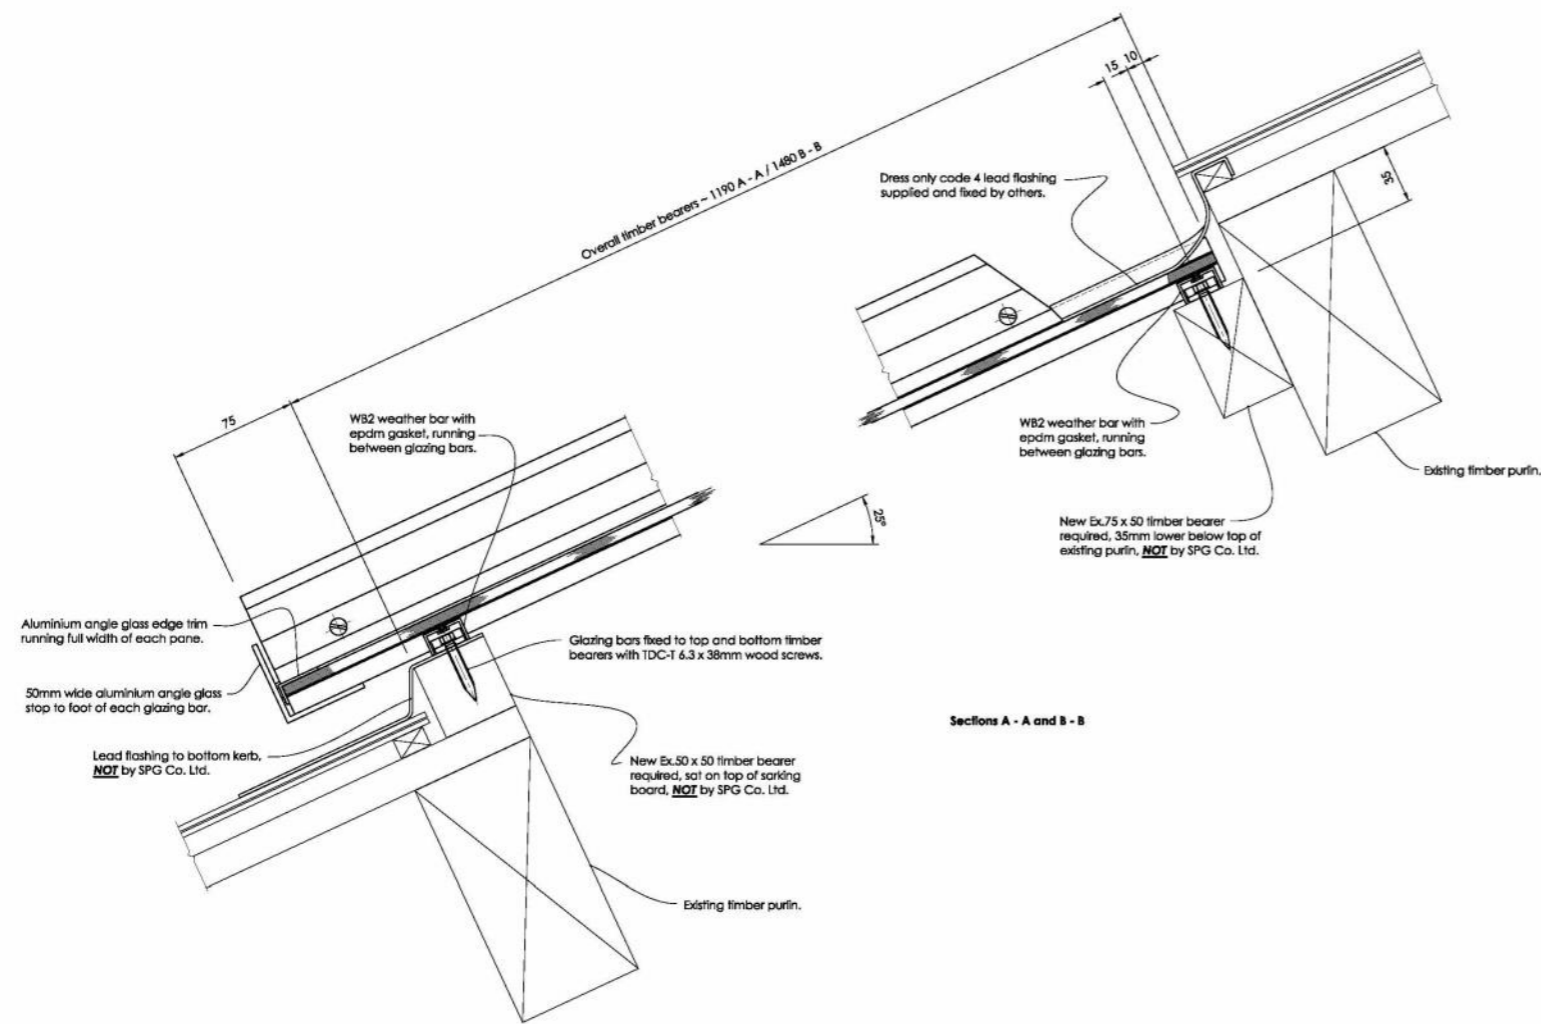 15 10
35
Overall timber bearers ~ 1190 A - A / 1480 B - B
Dress only code 4 lead flashing
supplied and fixed by others.
75
WB2 weather bar with
epdm gasket, running
between glazing bars.
WB2 weather bar with
epdm gasket, running
between glazing bars.
Existing timber purlin.
25°
New Ex.75 x 50 timber bearer
required, 35mm lower below top of
existing purlin, NOT by SPG Co. Ltd.
Aluminium angle glass edge trim
running full width of each pane.
Glazing bars fixed to top and bottom timber
bearers with TDC-T 6.3 x 38mm wood screws.
50mm wide aluminium angle glass
stop to foot of each glazing bar.
Sections A - A and B - B
Lead flashing to bottom kerb,
NOT by SPG Co. Ltd.
New Ex.50 x 50 timber bearer
required, sat on top of sarking
board, NOT by SPG Co. Ltd.
Existing timber purlin.